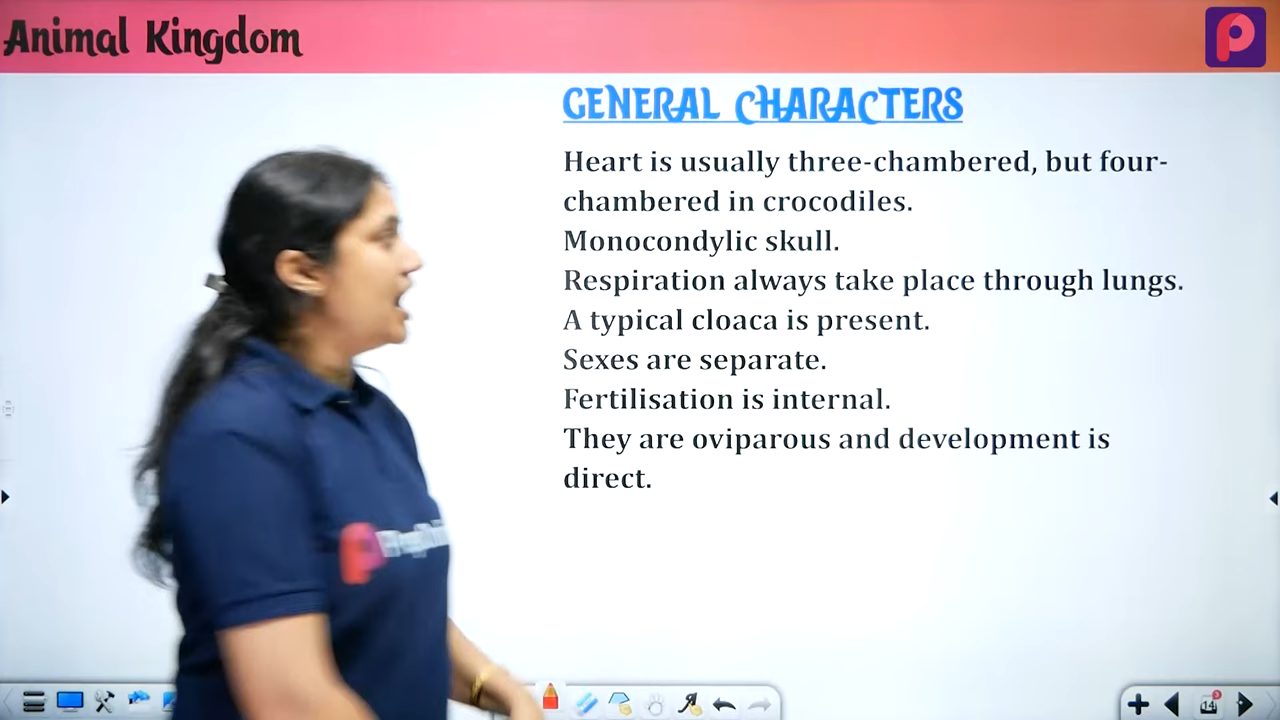 Animal Kingdom
GENERAL CHARACTERS
Heart is usually three-chambered, but four-
chambered in crocodiles.
Monocondylic skull.
Respiration always take place through lungs.
A typical cloaca is present.
Sexes are separate.
Fertilisation is internal.
They are oviparous and development is
direct.
14